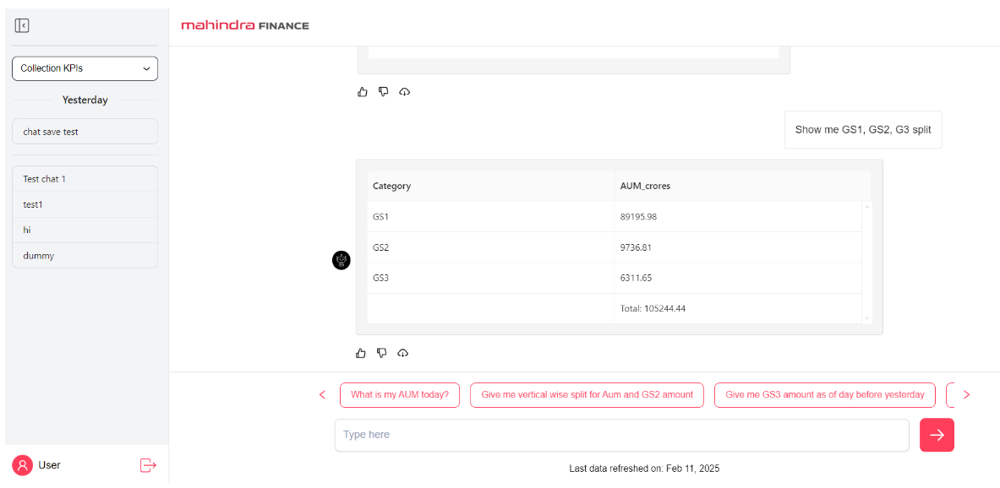 mahindra FINANCE
Collection KPIs
Yesterday
chat save test
Test chat 1
test1
hi
dummy
User
Show me GS1, GS2, G3 split
Category AUM_crores
GS1 89195.98
GS2 9736.81
GS3 6311.65
Total: 105244.44
What is my AUM today? Give me vertical wise split for Aum and GS2 amount Give me GS3 amount as of day before yesterday
Type here
Last data refreshed on: Feb 11, 2025